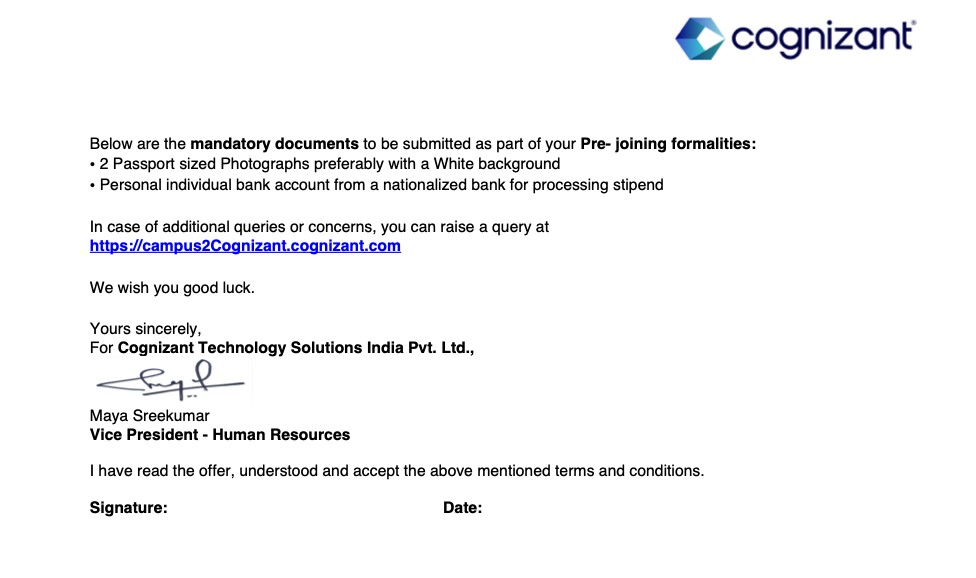 cognizant®
Below are the mandatory documents to be submitted as part of your Pre- joining formalities:
• 2 Passport sized Photographs preferably with a White background
• Personal individual bank account from a nationalized bank for processing stipend
In case of additional queries or concerns, you can raise a query at
https://campus2Cognizant.cognizant.com
We wish you good luck.
Yours sincerely,
For Cognizant Technology Solutions India Pvt. Ltd.,
Maya Sreekumar
Vice President - Human Resources
I have read the offer, understood and accept the above mentioned terms and conditions.
Signature: Date: